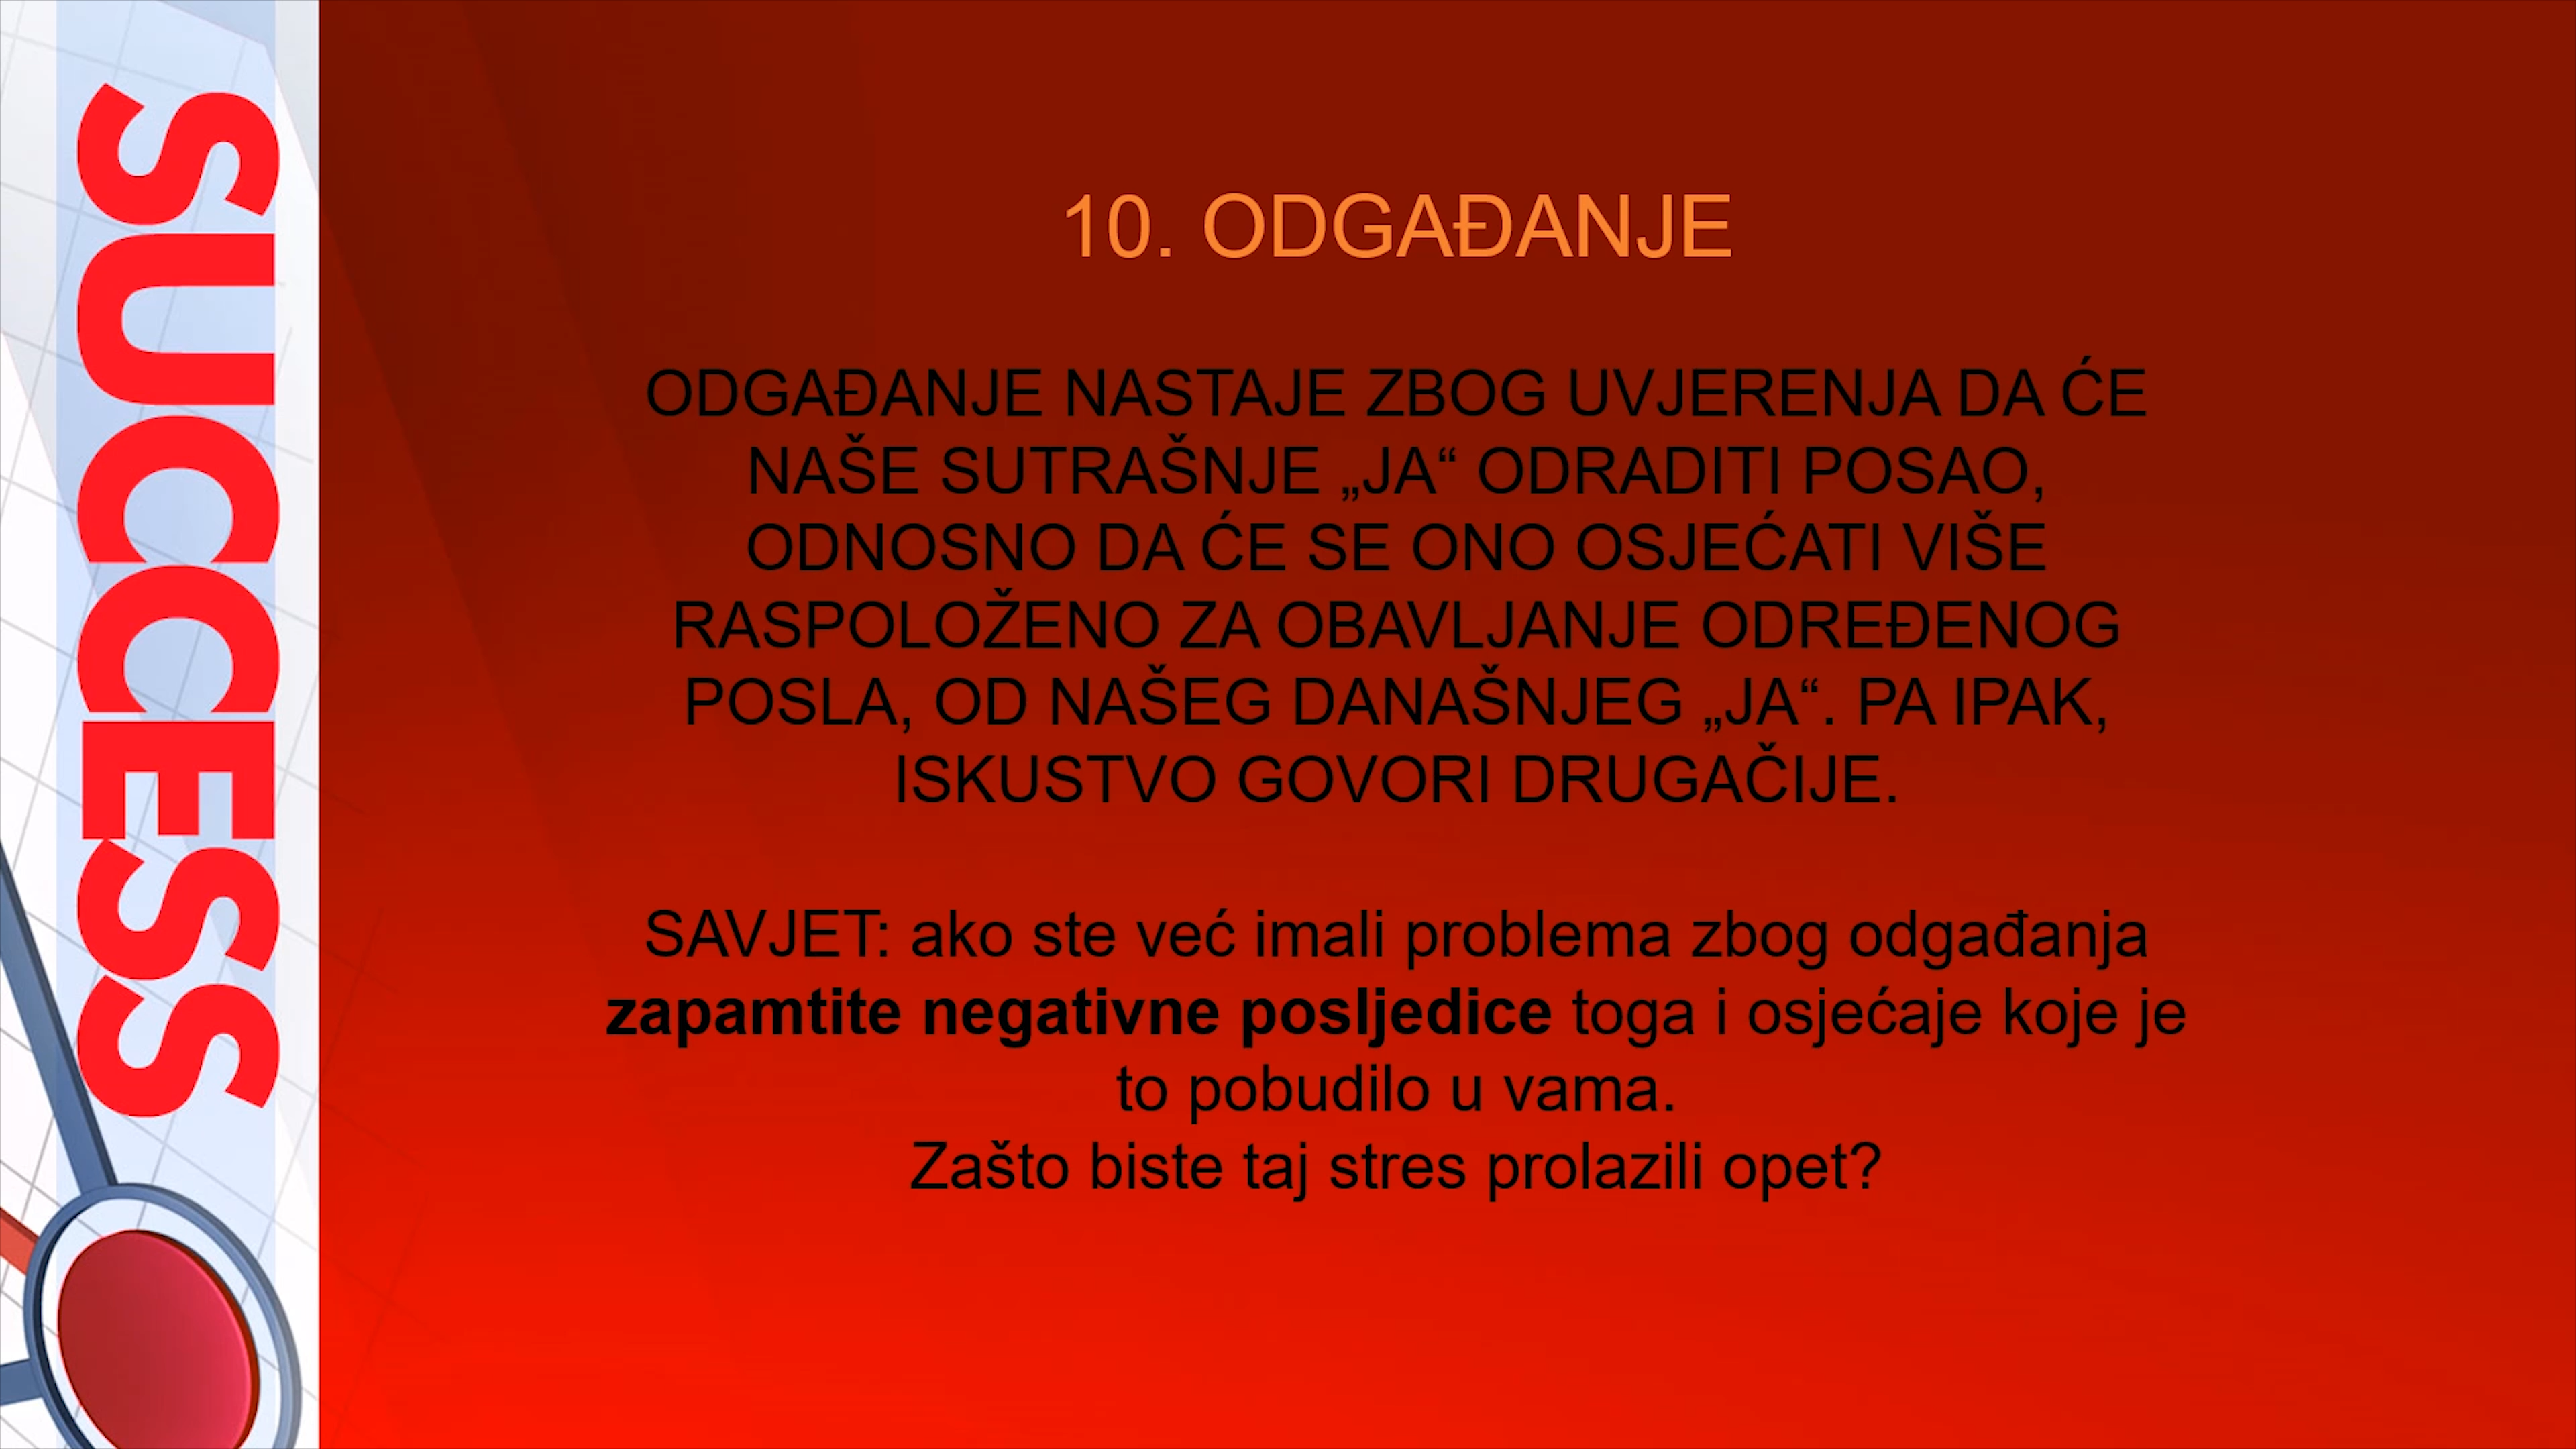 SUCCESS
10. ODGAĐANJE
ODGAĐANJE NASTAJE ZBOG UVJERENJA DA ĆE
NAŠE SUTRAŠNJE „JA“ ODRADITI POSAO,
ODNOSNO DA ĆE SE ONO OSJEĆATI VIŠE
RASPOLOŽENO ZA OBAVLJANJE ODREĐENOG
POSLA, OD NAŠEG DANAŠNJEG „JA“. PA IPAK,
ISKUSTVO GOVORI DRUGAČIJE.
SAVJET: ako ste već imali problema zbog odgađanja
zapamtite negativne posljedice toga i osjećaje koje je
to pobudilo u vama.
Zašto biste taj stres prolazili opet?